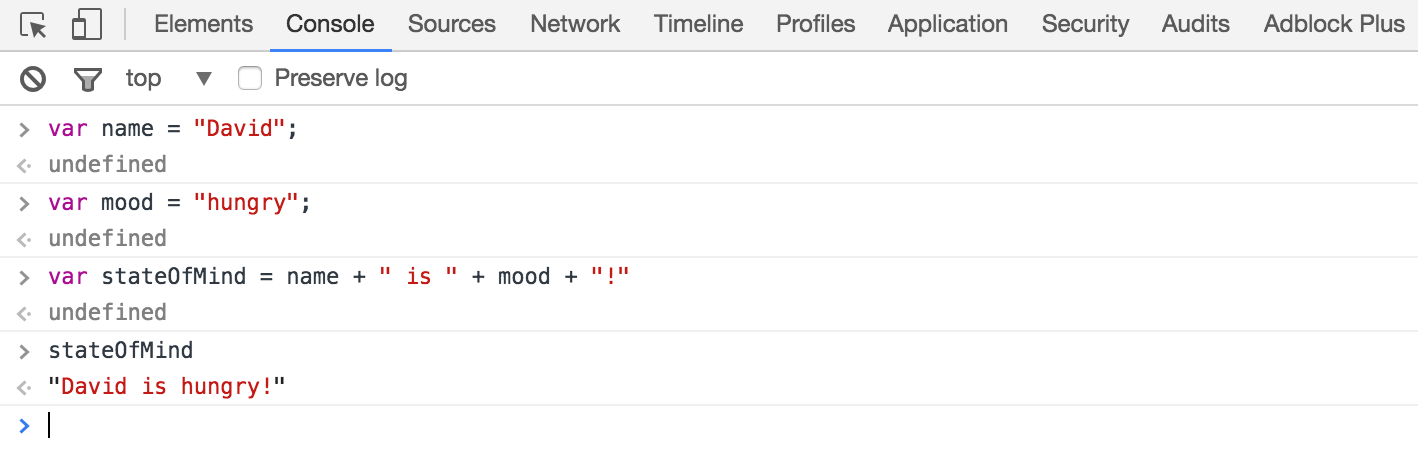 Elements Console Sources Network Timeline Profiles Application Security Audits Adblock Plus
top ▼ Preserve log
> var name = "David";
<· undefined
> var mood = "hungry";
<· undefined
> var stateOfMind = name + " is " + mood + "!"
<· undefined
> stateOfMind
<· "David is hungry!"
>